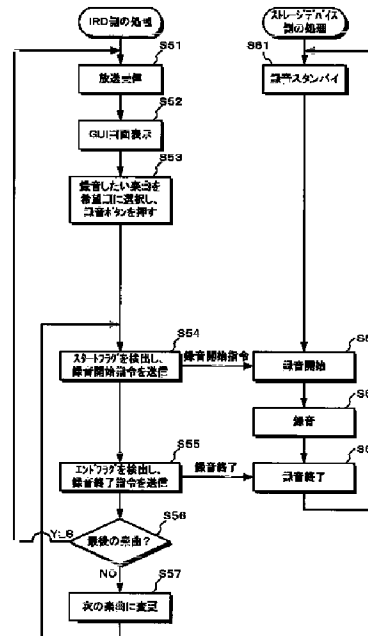 IRD側の処理
S51
放送受信
S52
GUI画面表示
S53
録音したい楽曲を
希望順に選択し、
録音ボタンを押す
S54
スタートフラグを検出し、
録音開始指令を送信
録音開始指令
S55
エンドフラグを検出し、
録音終了指令を送信
録音終了
S56
最後の楽曲?
YES
NO
S57
次の楽曲に変更
ストレージデバイス
側の処理
S61
録音スタンバイ
録音開始
録音
録音終了